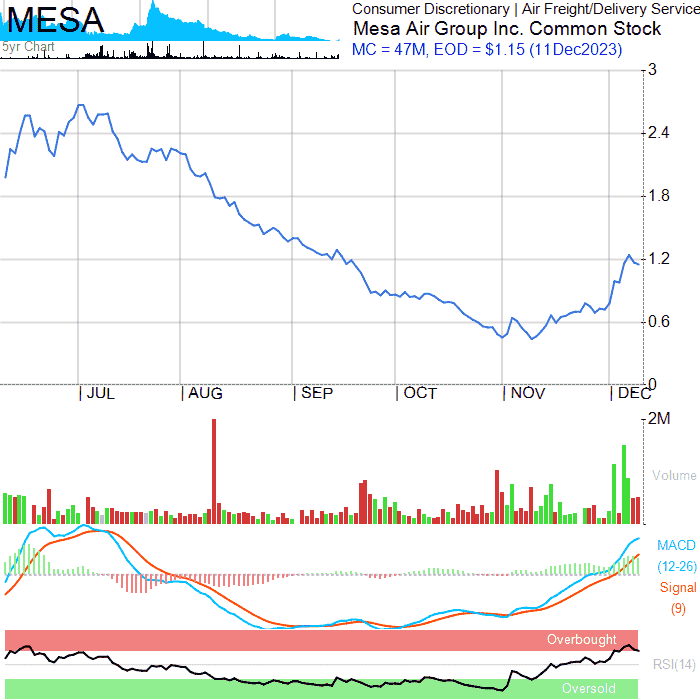 MESA
5yr Chart
Consumer Discretionary | Air Freight/Delivery Service
Mesa Air Group Inc. Common Stock
MC = 47M, EOD = $1.15 (11Dec2023)
3
2.4
1.8
1.2
0.6
0
| JUL | AUG | SEP | OCT | NOV | DEC
2M
Volume
MACD
(12-26)
Signal
(9)
Overbought
RSI(14)
Oversold